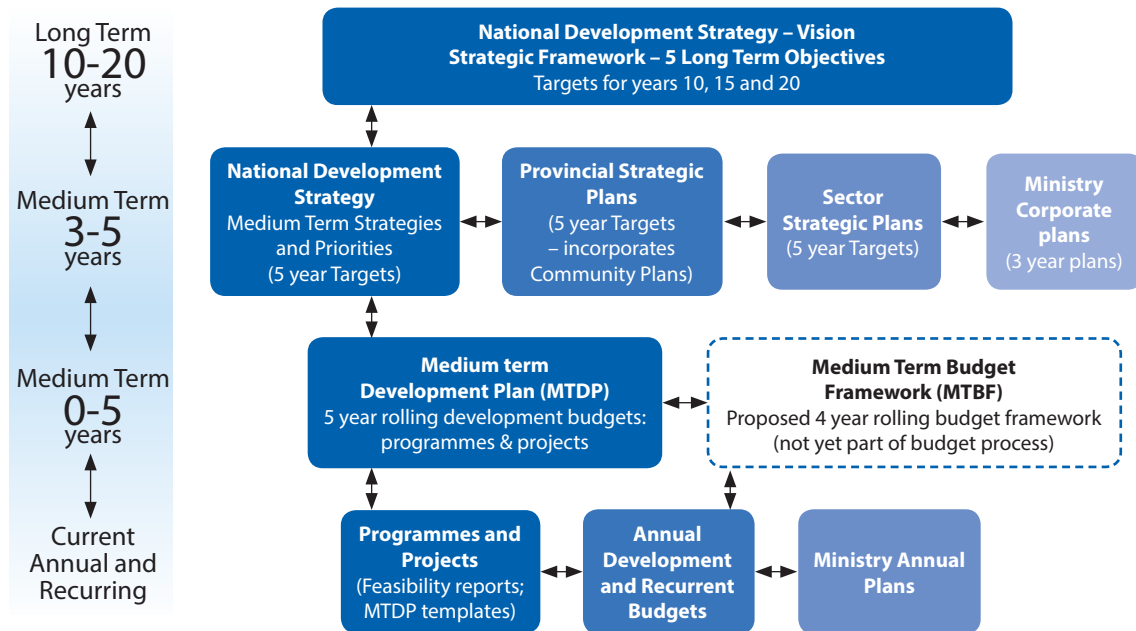 Long Term
10-20
years
National Development Strategy – Vision
Strategic Framework – 5 Long Term Objectives
Targets for years 10, 15 and 20
Medium Term
3-5
years
National Development
Strategy
Medium Term Strategies
and Priorities
(5 year Targets)
Provincial Strategic
Plans
(5 year Targets
– incorporates
Community Plans)
Sector
Strategic Plans
(5 year Targets)
Ministry
Corporate
plans
(3 year plans)
Medium Term
0-5
years
Medium term
Development Plan (MTDP)
5 year rolling development budgets:
programmes & projects
Medium Term Budget
Framework (MTBF)
Proposed 4 year rolling budget framework
(not yet part of budget process)
Current
Annual and
Recurring
Programmes and
Projects
(Feasibility reports;
MTDP templates)
Annual
Development
and Recurrent
Budgets
Ministry Annual
Plans